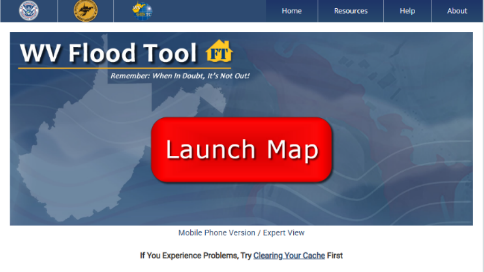 Home Resources Help About
WV Flood Tool FT
Remember: When In Doubt, It's Not Out!
Launch Map
Mobile Phone Version / Expert View
If You Experience Problems, Try Clearing Your Cache First